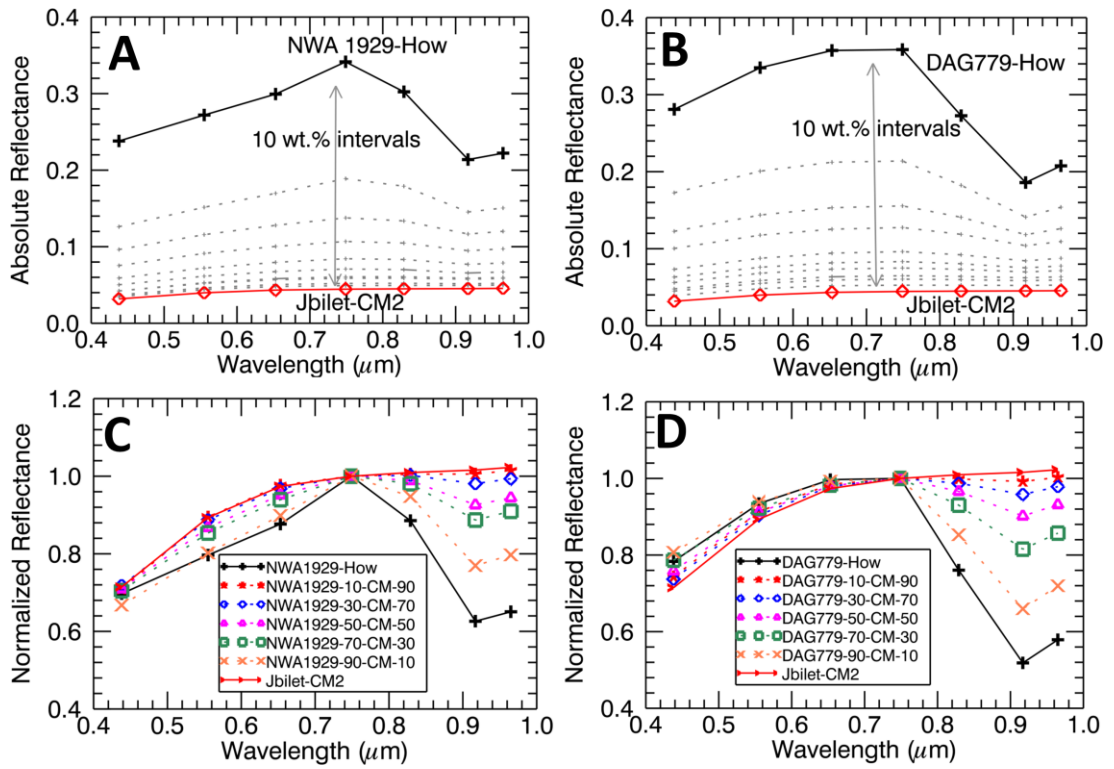 A
NWA 1929-How
10 wt.% intervals
Jbilet-CM2
Absolute Reflectance
0.4
0.3
0.2
0.1
0.0
0.4 0.5 0.6 0.7 0.8 0.9 1.0
Wavelength (μm)
B
DAG779-How
10 wt.% intervals
Jbilet-CM2
Absolute Reflectance
0.4
0.3
0.2
0.1
0.0
0.4 0.5 0.6 0.7 0.8 0.9 1.0
Wavelength (μm)
C
Normalized Reflectance
1.2
1.0
0.8
0.6
0.4
NWA1929-How
NWA1929-10-CM-90
NWA1929-30-CM-70
NWA1929-50-CM-50
NWA1929-70-CM-30
NWA1929-90-CM-10
Jbilet-CM2
0.4 0.5 0.6 0.7 0.8 0.9 1.0
Wavelength (μm)
D
Normalized Reflectance
1.2
1.0
0.8
0.6
0.4
DAG779-How
DAG779-10-CM-90
DAG779-30-CM-70
DAG779-50-CM-50
DAG779-70-CM-30
DAG779-90-CM-10
Jbilet-CM2
0.4 0.5 0.6 0.7 0.8 0.9 1.0
Wavelength (μm)